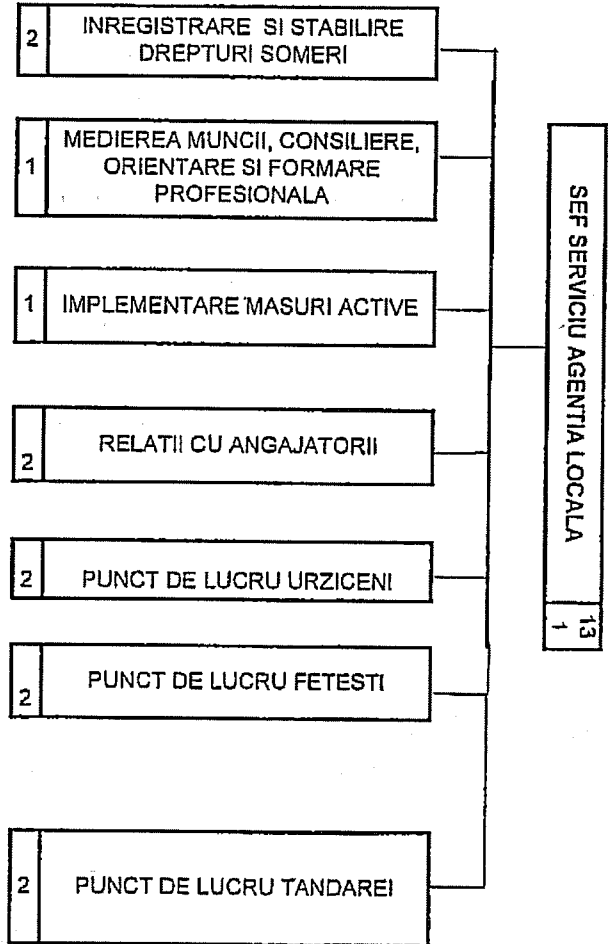 2
INREGISTRARE SI STABILIRE
DREPTURI SOMERI
1
MEDIEREA MUNCII, CONSILIERE,
ORIENTARE SI FORMARE
PROFESIONALA
1
IMPLEMENTARE MASURI ACTIVE
2
RELATII CU ANGAJATORII
2
PUNCT DE LUCRU URZICENI
2
PUNCT DE LUCRU FETESTI
2
PUNCT DE LUCRU TANDAREI
SEF SERVICIU AGENTIA LOCALA
13
1